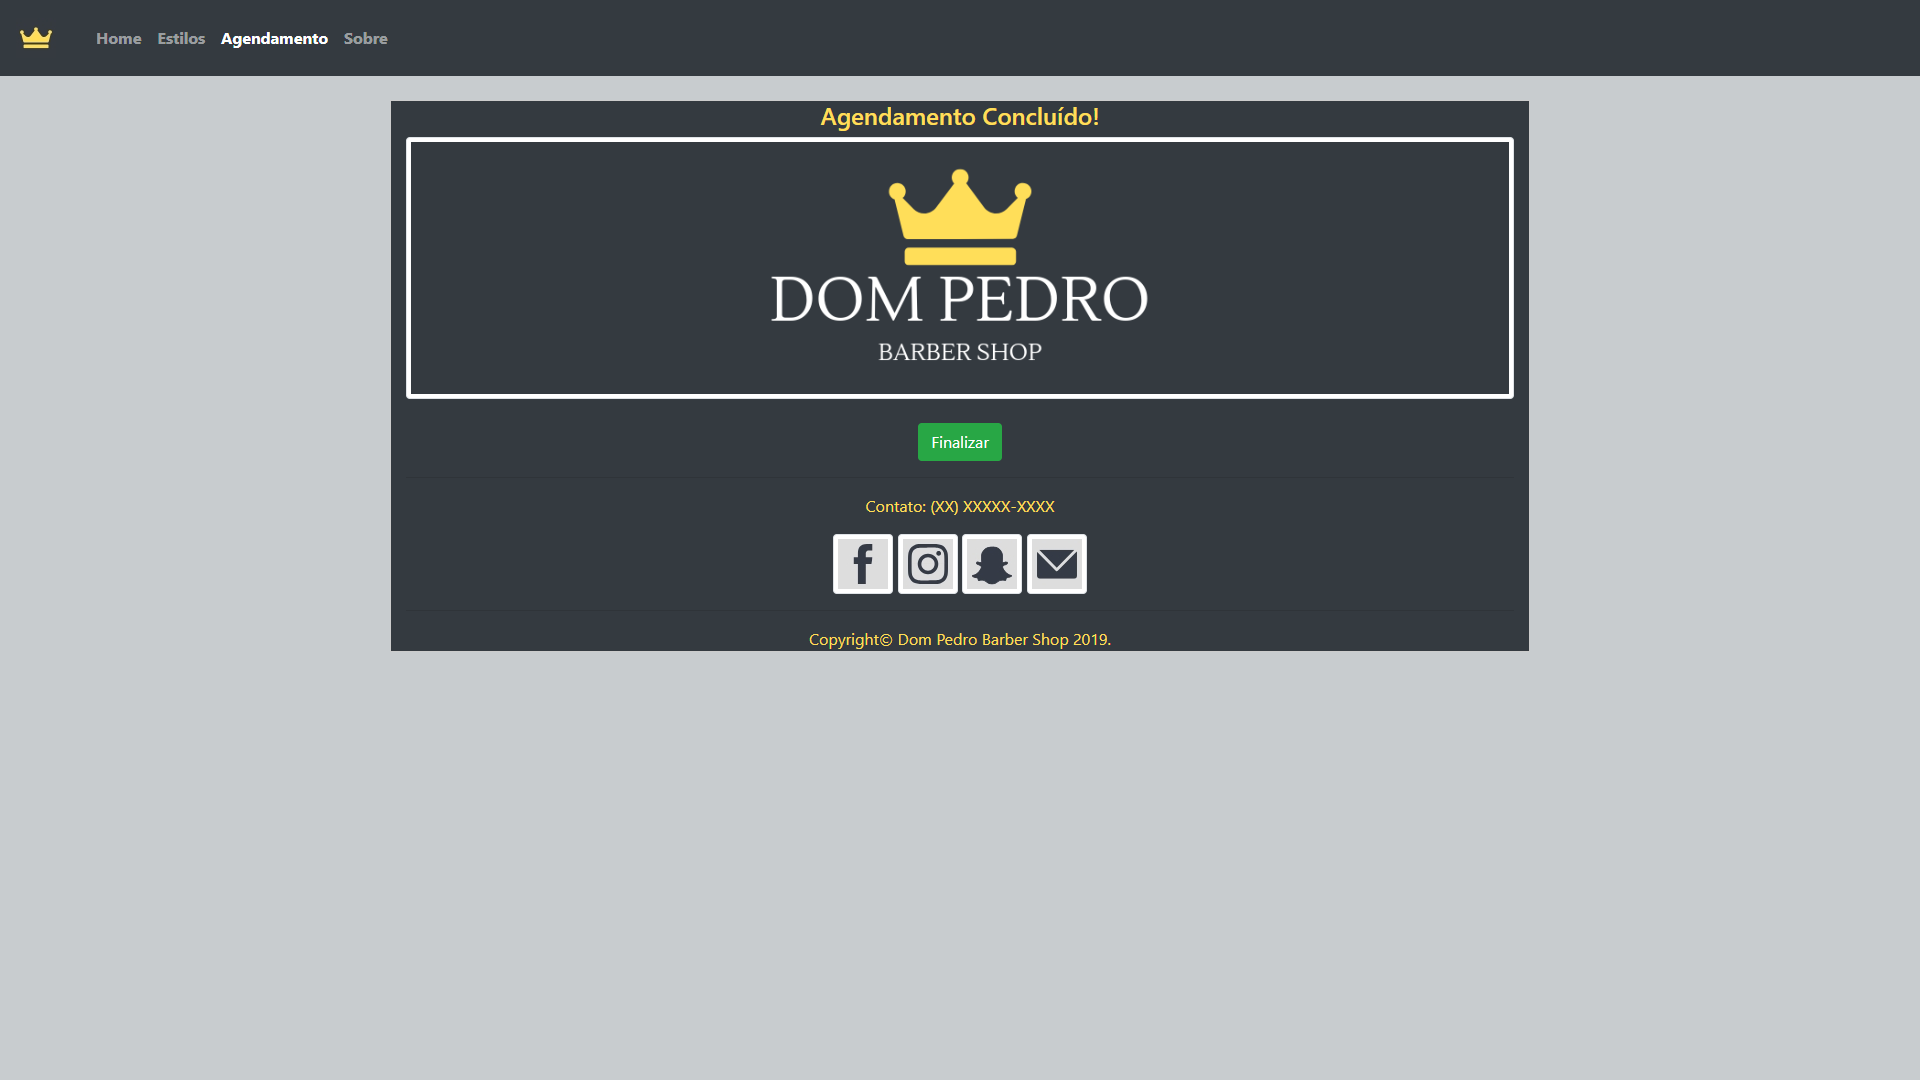 Home Estilos Agendamento Sobre
Agendamento Concluído!
DOM PEDRO
BARBER SHOP
Finalizar
Contato: (XX) XXXXX-XXXX
Copyright© Dom Pedro Barber Shop 2019.